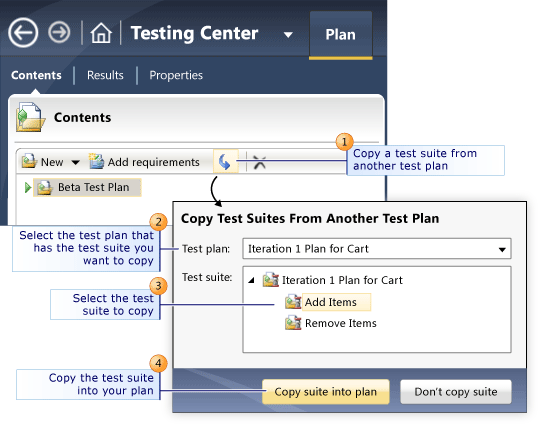 Testing Center
Plan
Contents
Results
Properties
Contents
New
Add requirements
1
Copy a test suite from
another test plan
Beta Test Plan
2
Select the test plan that
has the test suite you
want to copy
Copy Test Suites From Another Test Plan
Test plan:
Iteration 1 Plan for Cart
Test suite:
Iteration 1 Plan for Cart
3
Select the test
suite to copy
Add Items
Remove Items
4
Copy the test suite
into your plan
Copy suite into plan
Don't copy suite